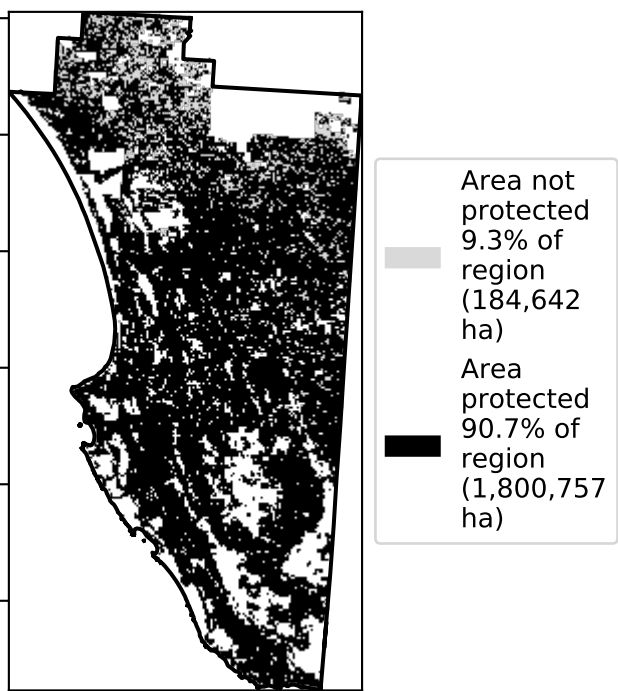 Area not
protected
9.3% of
region
(184,642
ha)
Area
protected
90.7% of
region
(1,800,757
ha)